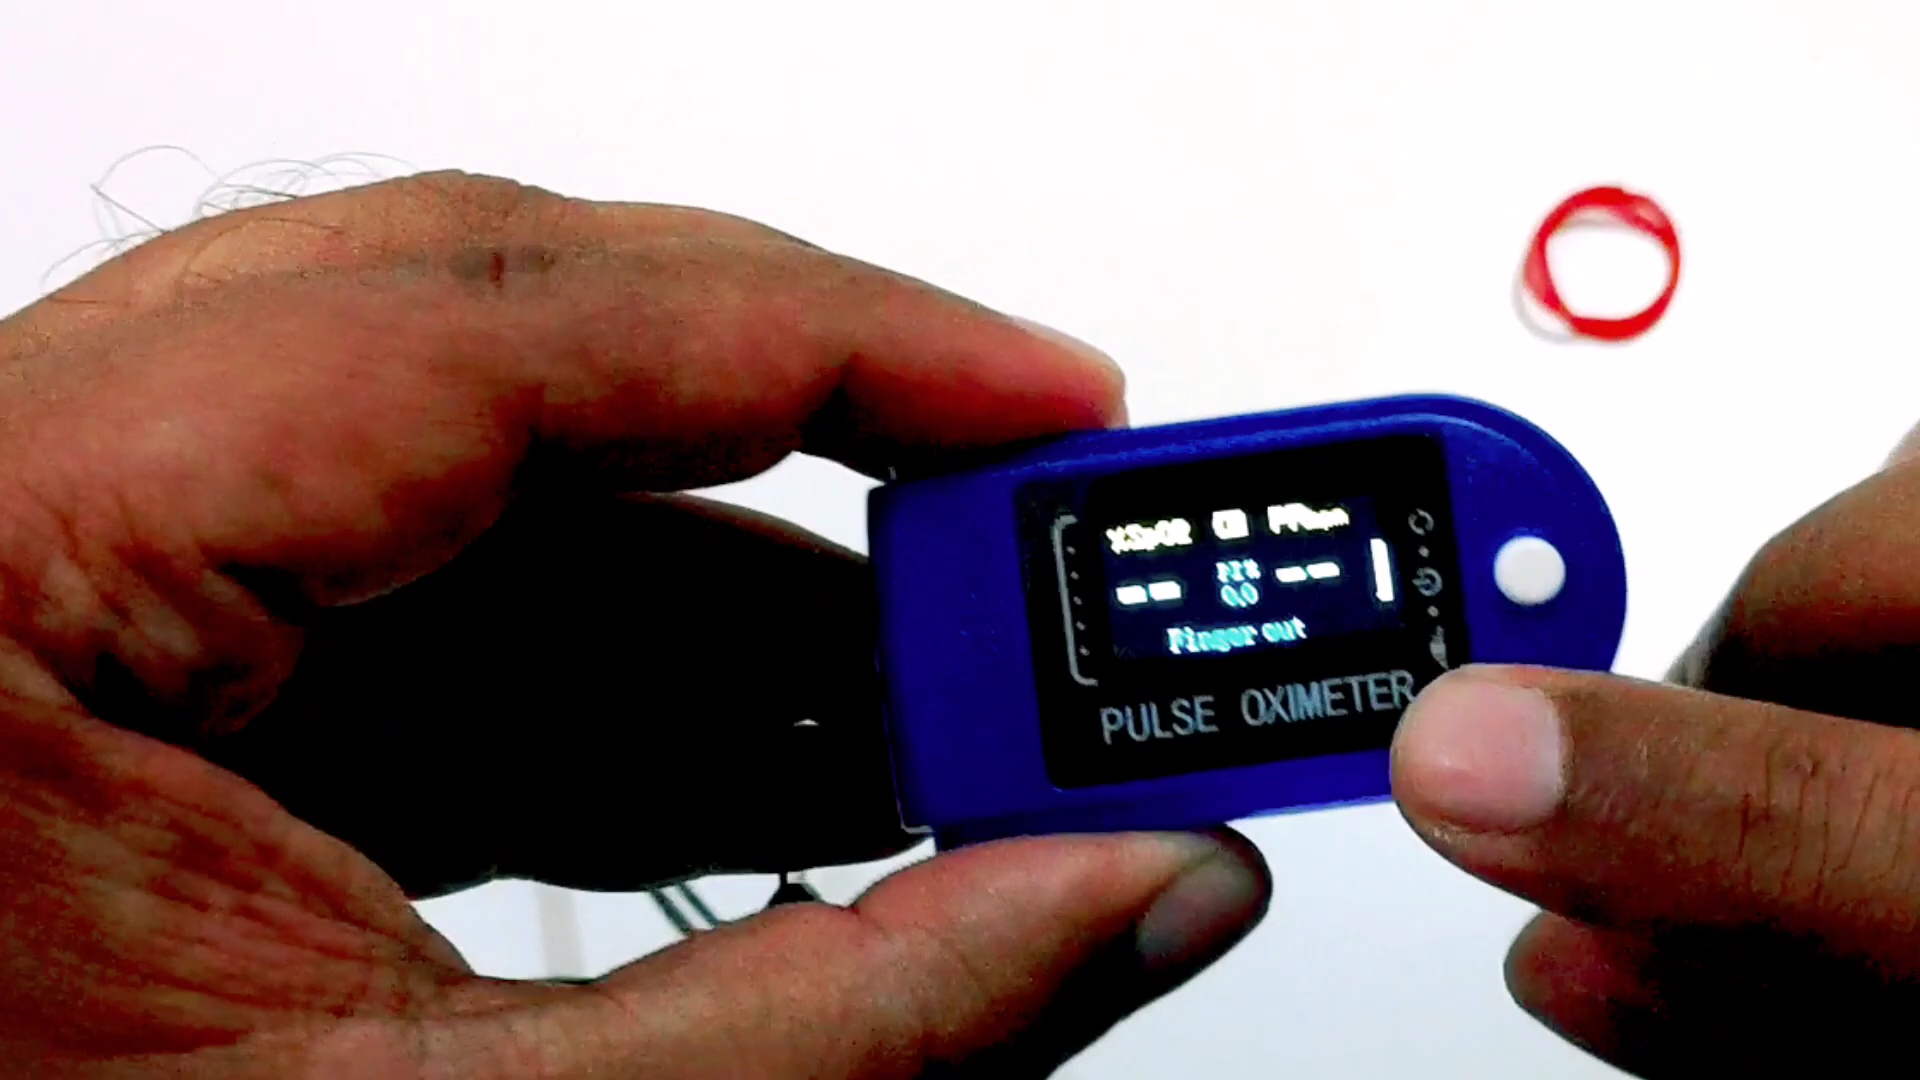 %SpO2 PRbpm
-- PI% --
0.0
Finger out
PULSE OXIMETER